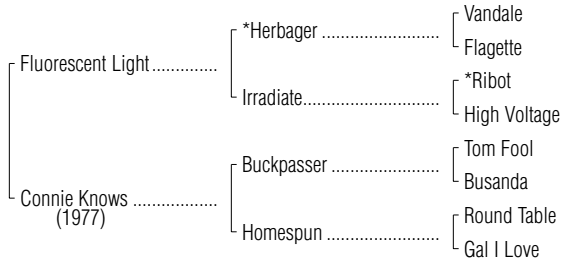 Vandale
*Herbager ........................
Flagette
Fluorescent Light..............
*Ribot
Irradiate............................
High Voltage
Tom Fool
Buckpasser ......................
Busanda
Connie Knows ..................
(1977)
Round Table
Homespun .......................
Gal I Love